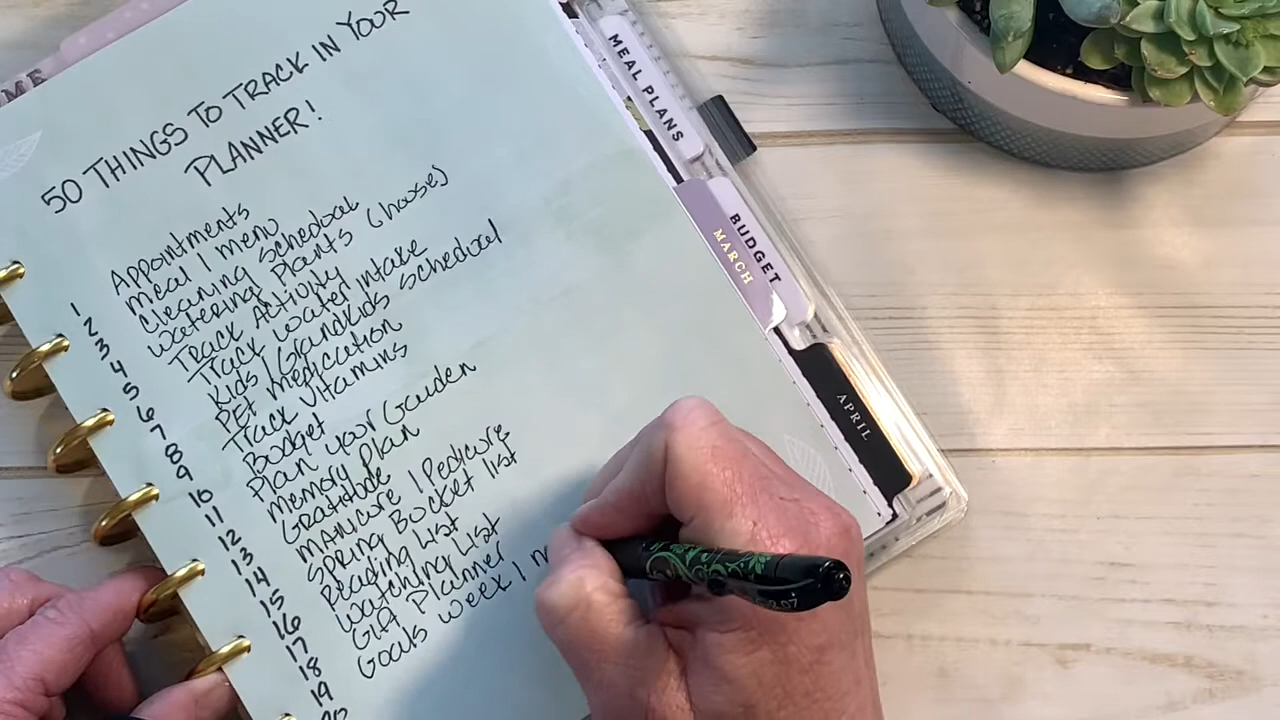 ME
50 THINGS TO TRACK IN YOUR
PLANNER!
1 Appointments
2 Meal / menu
3 Cleaning schedual
4 Watering Plants (house)
5 Track Activity
6 Track water intake
7 Kids / Grandkids schedual
8 PET medication
9 Track vitamins
10 Budget
11 Plan your Garden
12 Memory Plan
13 Gratitude
14 MANICURE / Pedicure
15 SPRING Bucket list
16 Reading LIST
17 Watching LIST
18 Gift Planner
19 Goals week / m
20
MEAL PLANS
BUDGET
MARCH
APRIL